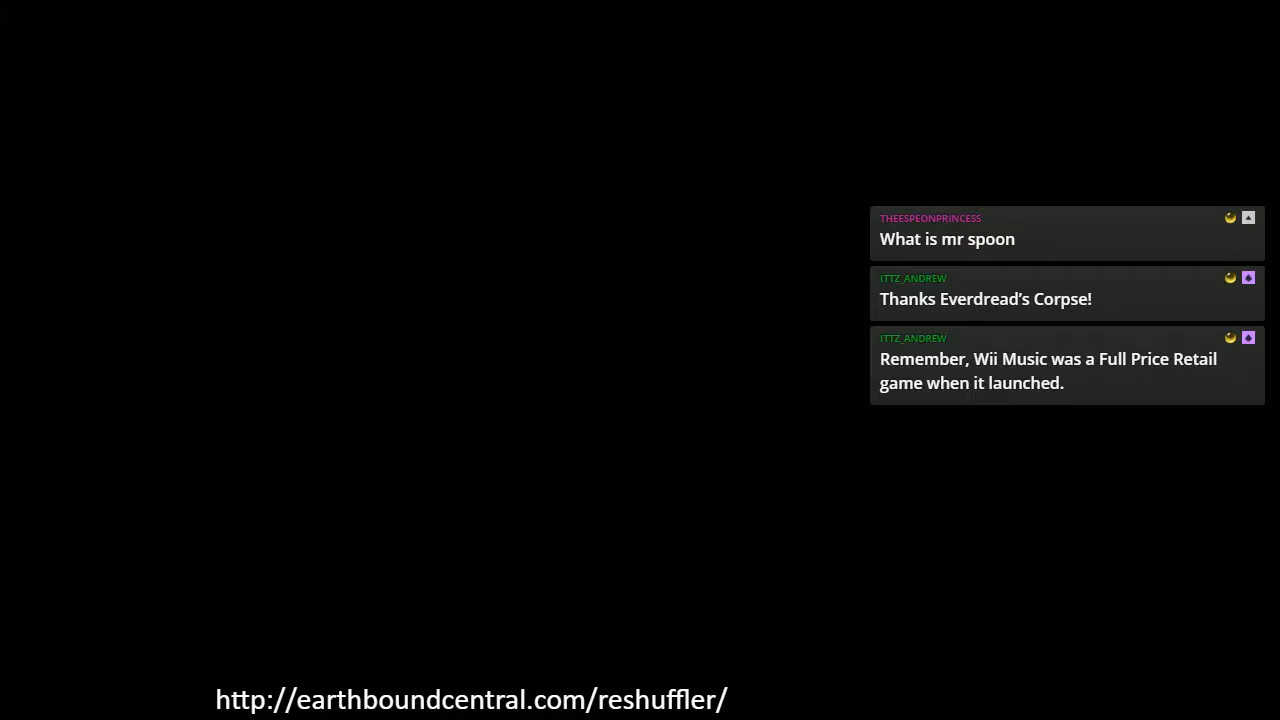 THEESPEONPRINCESS
What is mr spoon
ITTZ_ANDREW
Thanks Everdread’s Corpse!
ITTZ_ANDREW
Remember, Wii Music was a Full Price Retail
game when it launched.
http://earthboundcentral.com/reshuffler/